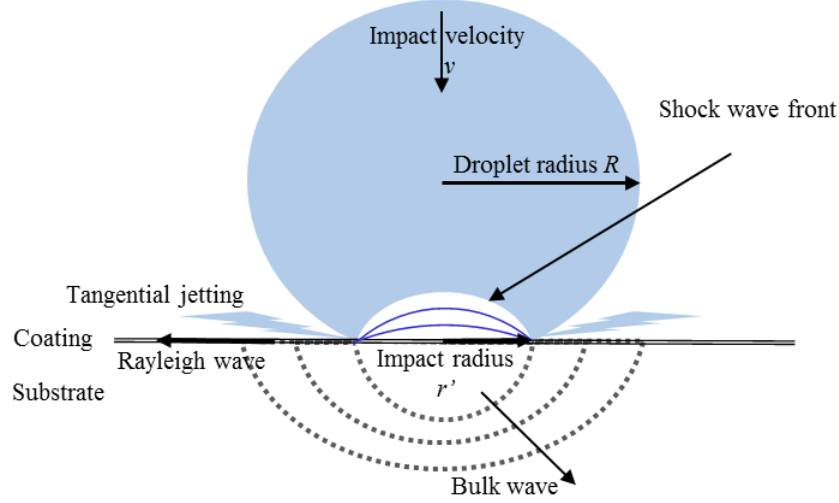 Impact velocity
v
Shock wave front
Droplet radius R
Tangential jetting
Coating
Rayleigh wave
Impact radius
r’
Substrate
Bulk wave